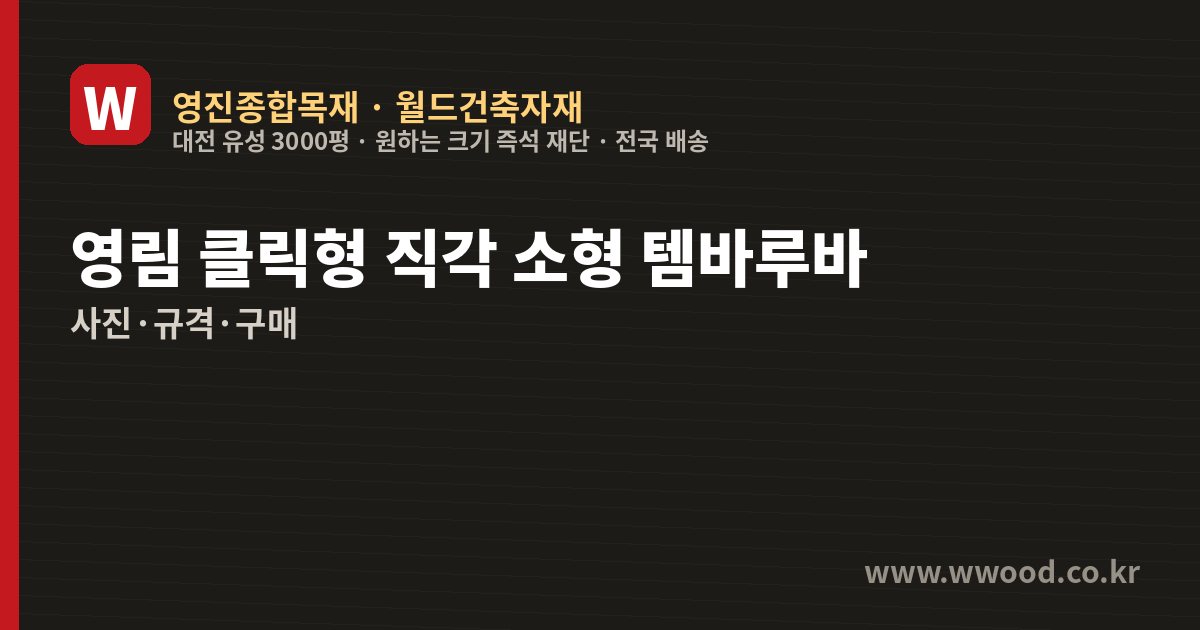 W
영진종합목재 · 월드건축자재
대전 유성 3000평 · 원하는 크기 즉석 재단 · 전국 배송
영림 클릭형 직각 소형 템바루바
사진·규격·구매
www.wwood.co.kr